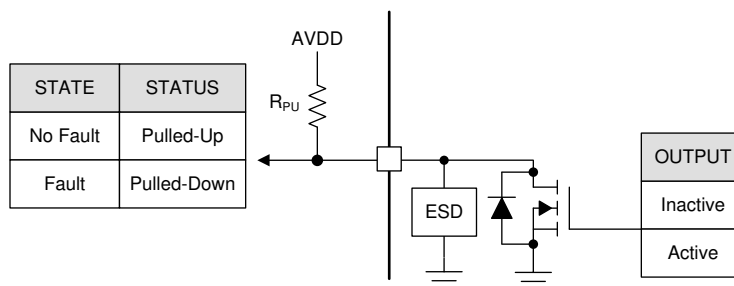 AVDD
STATE STATUS
R_PU
No Fault Pulled-Up
Fault Pulled-Down
ESD
OUTPUT
Inactive
Active